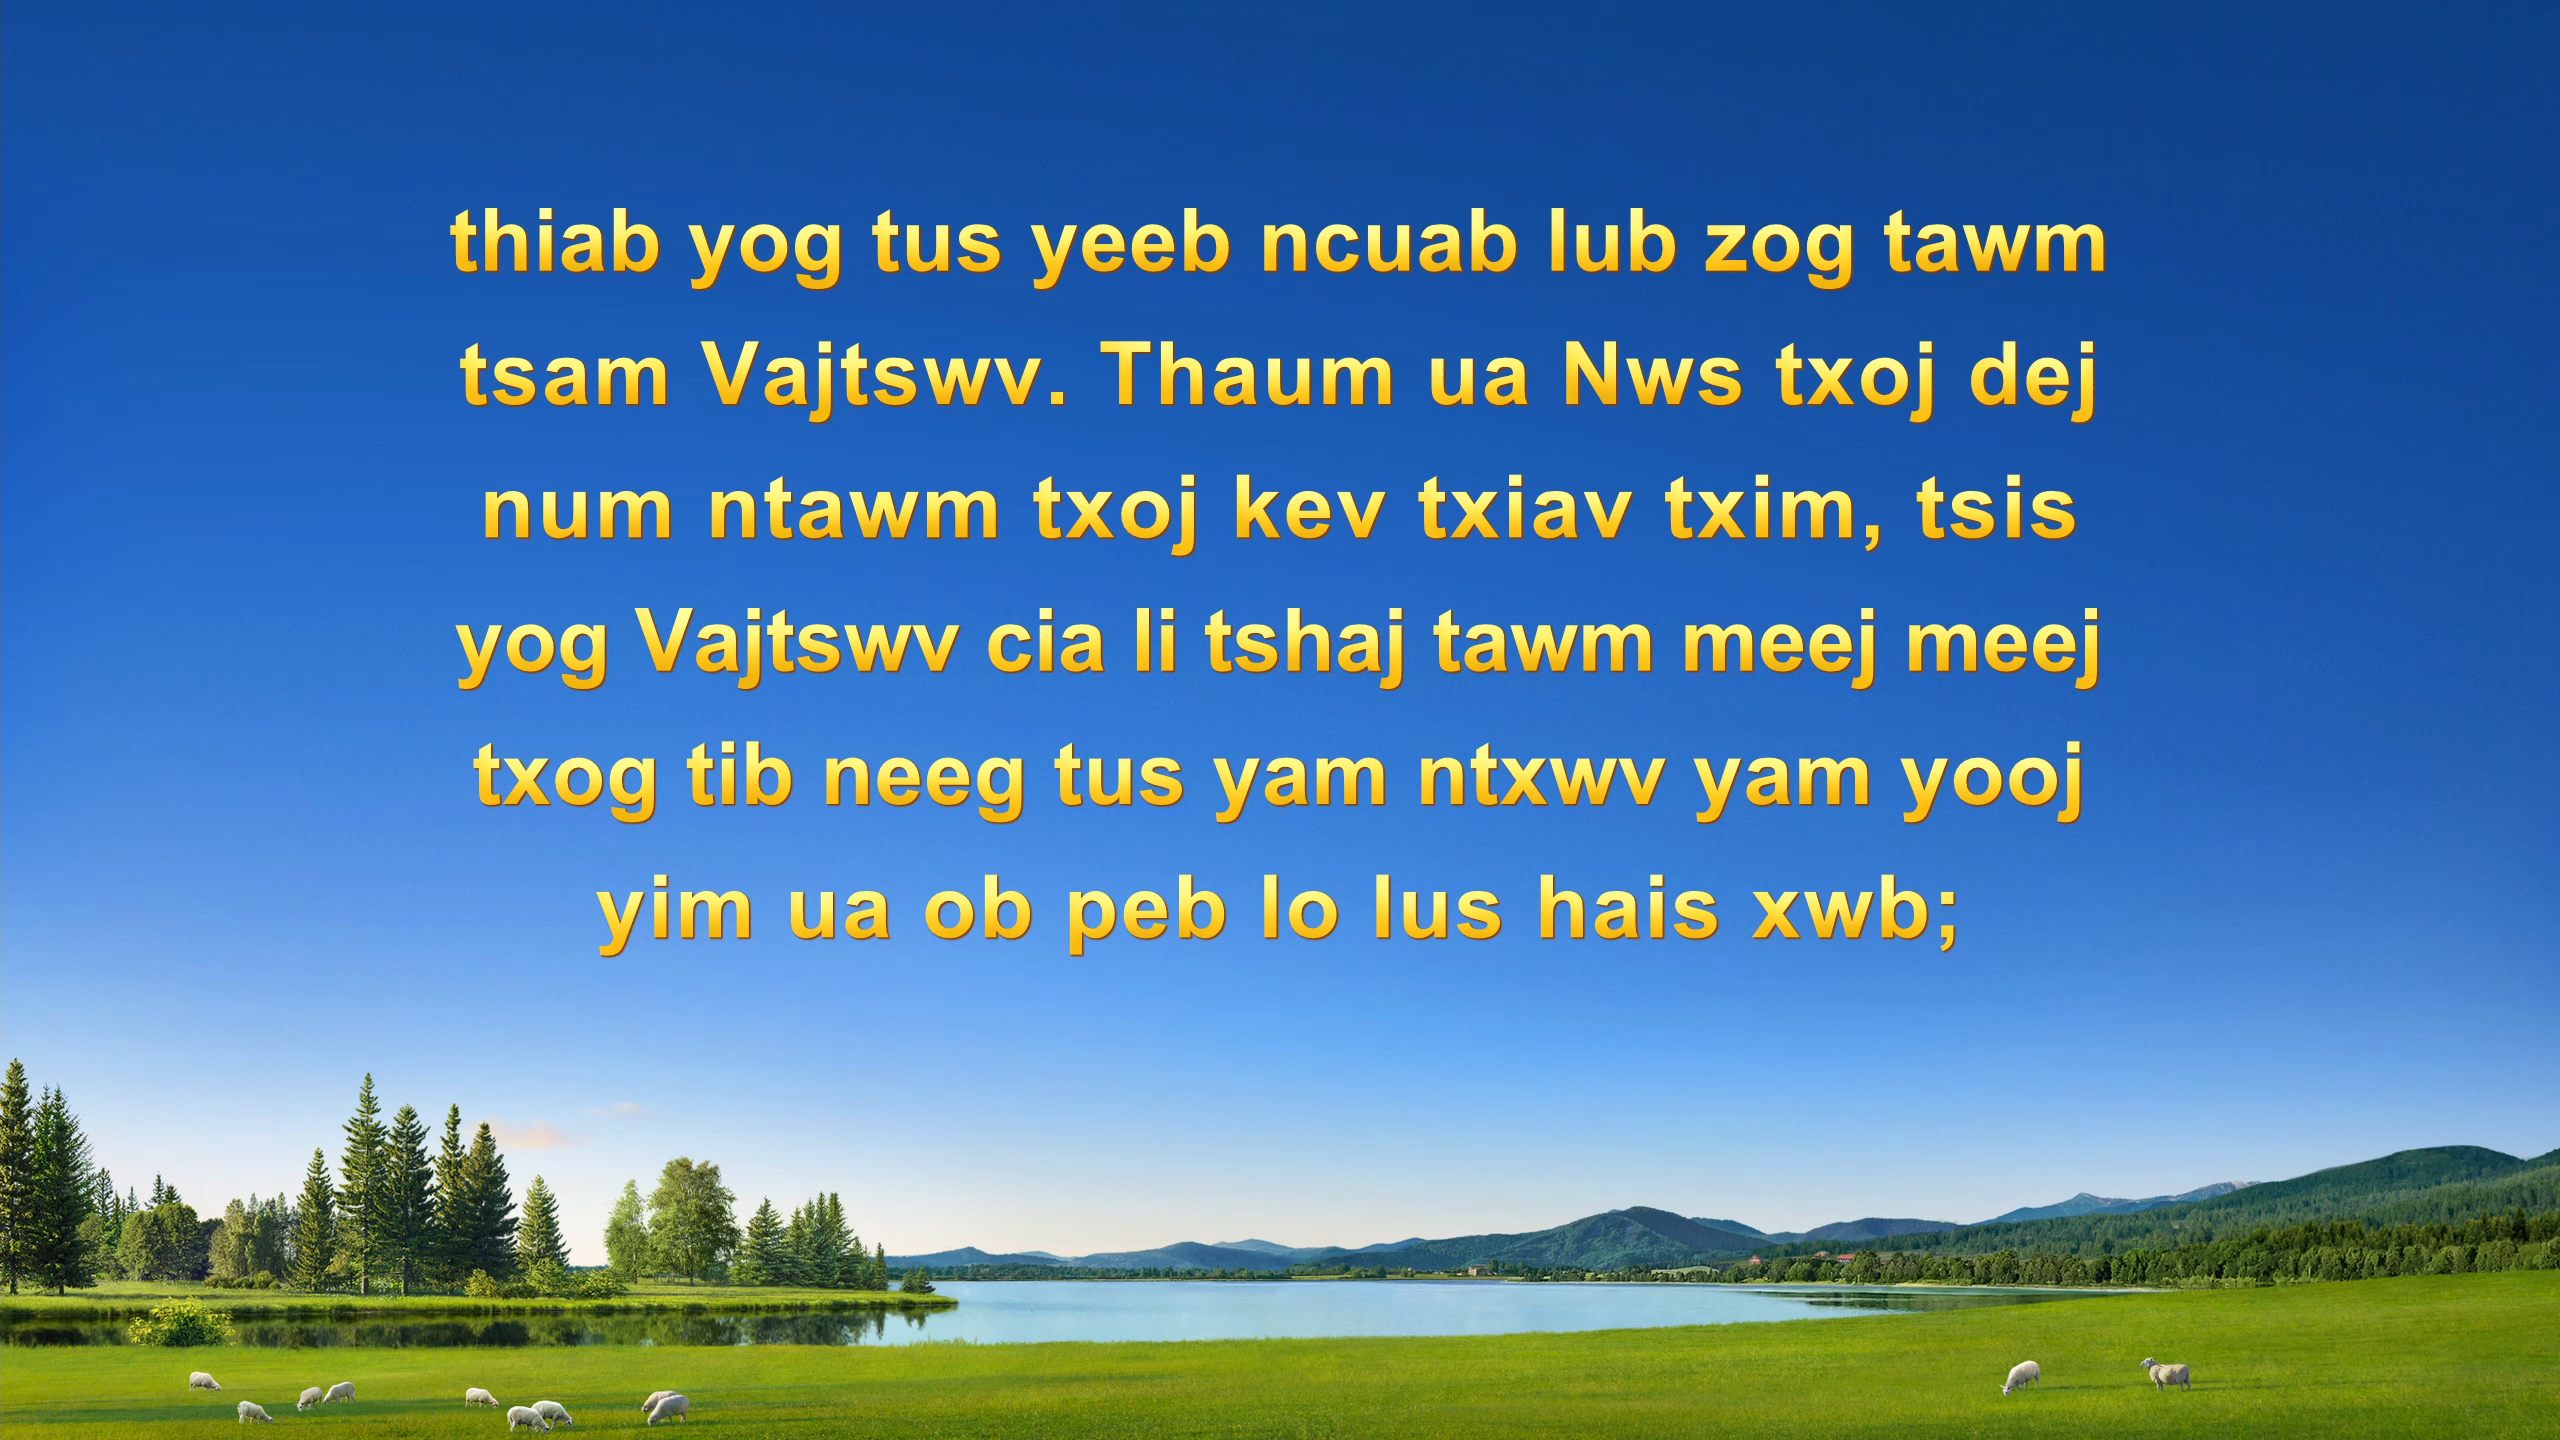 thiab yog tus yeeb ncuab lub zog tawm
tsam Vajtswv. Thaum ua Nws txoj dej
num ntawm txoj kev txiav txim, tsis
yog Vajtswv cia li tshaj tawm meej meej
txog tib neeg tus yam ntxwv yam yooj
yim ua ob peb lo lus hais xwb;